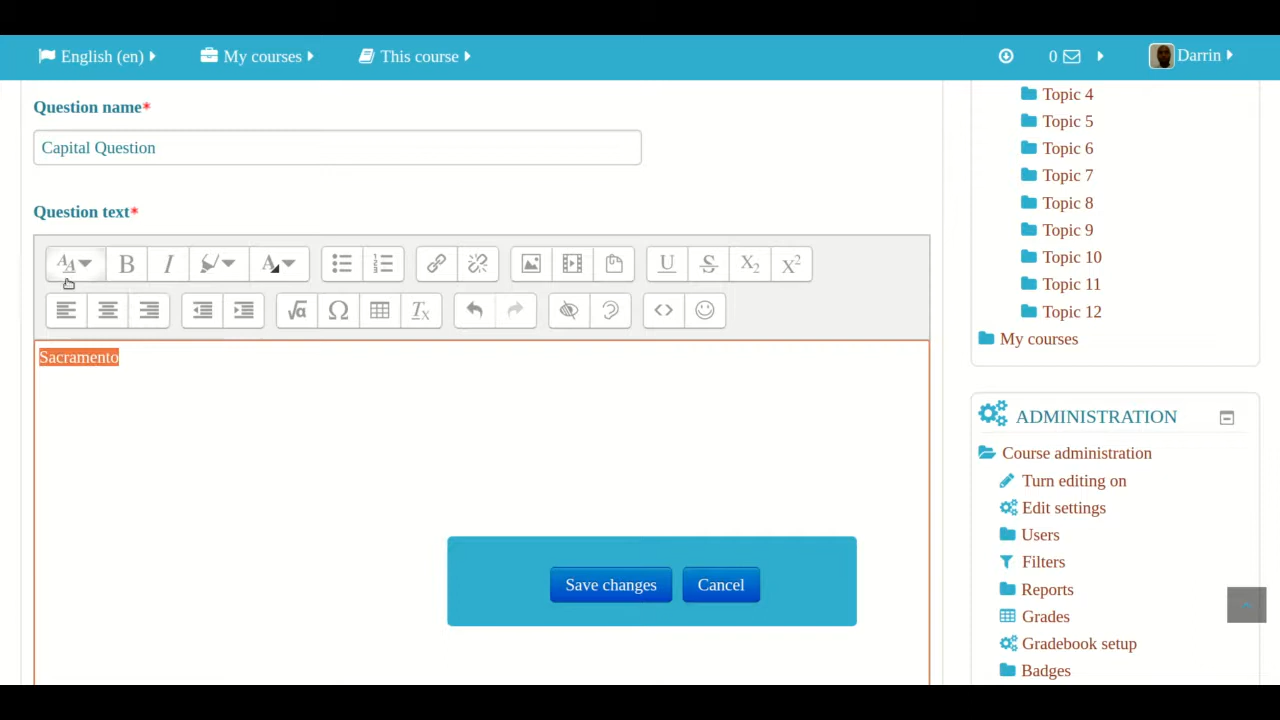 English (en) My courses This course 0 Darrin
Question name*
Capital Question
Question text*
Sacramento
Save changes Cancel
Topic 4
Topic 5
Topic 6
Topic 7
Topic 8
Topic 9
Topic 10
Topic 11
Topic 12
My courses
ADMINISTRATION
Course administration
Turn editing on
Edit settings
Users
Filters
Reports
Grades
Gradebook setup
Badges